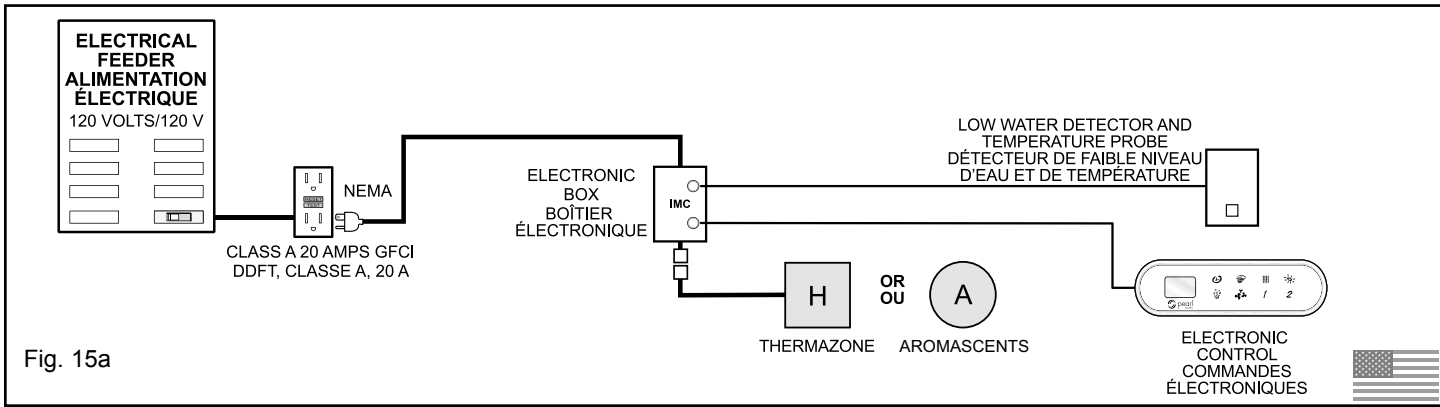 ELECTRICAL
FEEDER
ALIMENTATION
ÉLECTRIQUE
120 VOLTS/120 V
RESET
TEST
NEMA
CLASS A 20 AMPS GFCI
DDFT, CLASSE A, 20 A
ELECTRONIC
BOX
BOÎTIER
ÉLECTRONIQUE
IMC
LOW WATER DETECTOR AND
TEMPERATURE PROBE
DÉTECTEUR DE FAIBLE NIVEAU
D'EAU ET DE TEMPÉRATURE
H
OR
OU
A
THERMAZONE
AROMASCENTS
pearl
1 2
ELECTRONIC
CONTROL
COMMANDES
ÉLECTRONIQUES
Fig. 15a